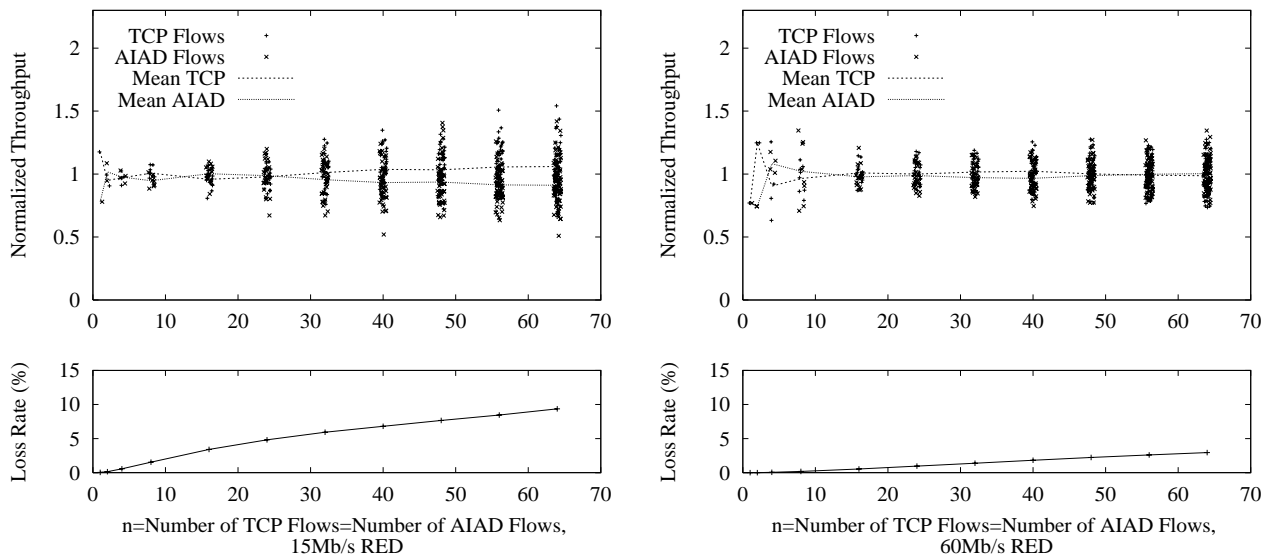 Normalized Throughput
2
1.5
1
0.5
0
TCP Flows
AIAD Flows
Mean TCP
Mean AIAD
0 10 20 30 40 50 60 70
Loss Rate (%)
15
10
5
0
0 10 20 30 40 50 60 70
n=Number of TCP Flows=Number of AIAD Flows,
15Mb/s RED
Normalized Throughput
2
1.5
1
0.5
0
TCP Flows
AIAD Flows
Mean TCP
Mean AIAD
0 10 20 30 40 50 60 70
Loss Rate (%)
15
10
5
0
0 10 20 30 40 50 60 70
n=Number of TCP Flows=Number of AIAD Flows,
60Mb/s RED